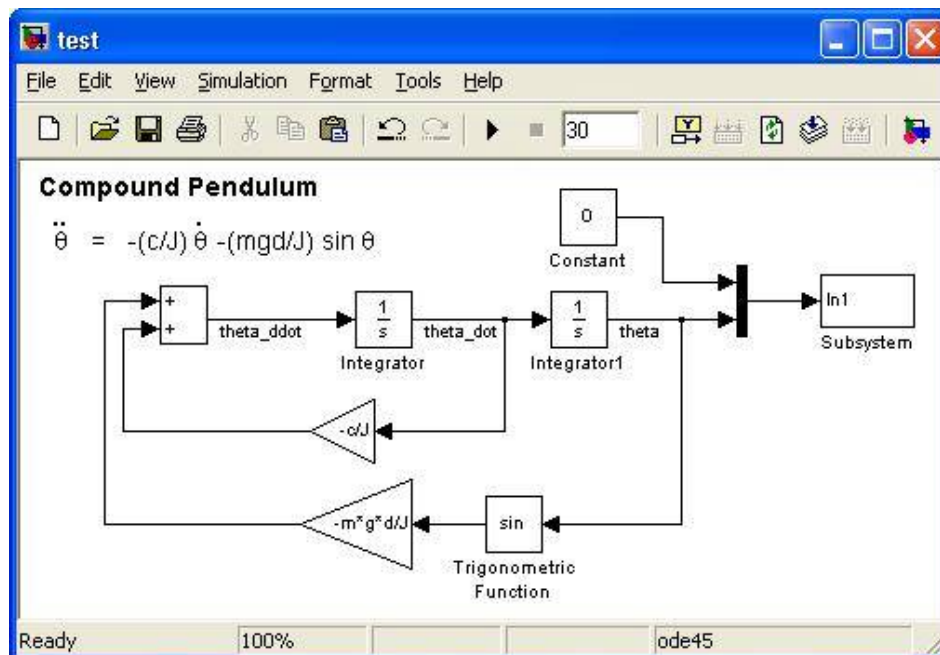 test
File Edit View Simulation Format Tools Help
30
Compound Pendulum
θ̈ = -(c/J) θ̇ -(mgd/J) sin θ
0
Constant
+
+
theta_ddot
1
s
Integrator
theta_dot
1
s
Integrator1
theta
In1
Subsystem
-c/J
-m*g*d/J
sin
Trigonometric
Function
Ready 100% ode45